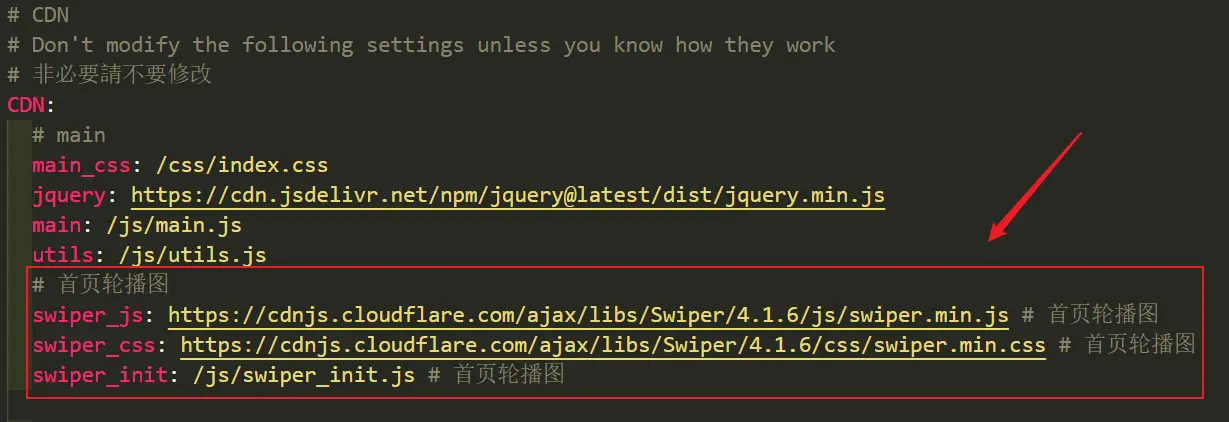 # CDN
# Don't modify the following settings unless you know how they work
# 非必要請不要修改
CDN:
# main
main_css: /css/index.css
jquery: https://cdn.jsdelivr.net/npm/jquery@latest/dist/jquery.min.js
main: /js/main.js
utils: /js/utils.js
# 首页轮播图
swiper_js: https://cdnjs.cloudflare.com/ajax/libs/Swiper/4.1.6/js/swiper.min.js # 首页轮播图
swiper_css: https://cdnjs.cloudflare.com/ajax/libs/Swiper/4.1.6/css/swiper.min.css # 首页轮播图
swiper_init: /js/swiper_init.js # 首页轮播图